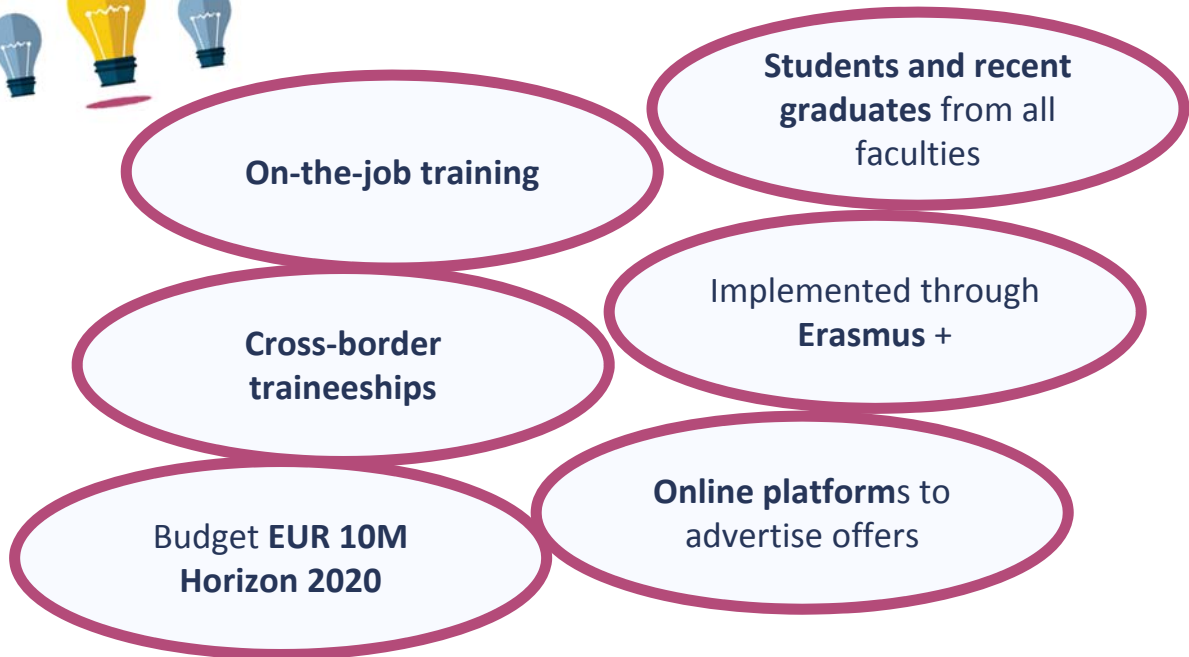 On-the-job training
Students and recent
graduates from all
faculties
Cross-border
traineeships
Implemented through
Erasmus +
Budget EUR 10M
Horizon 2020
Online platforms to
advertise offers